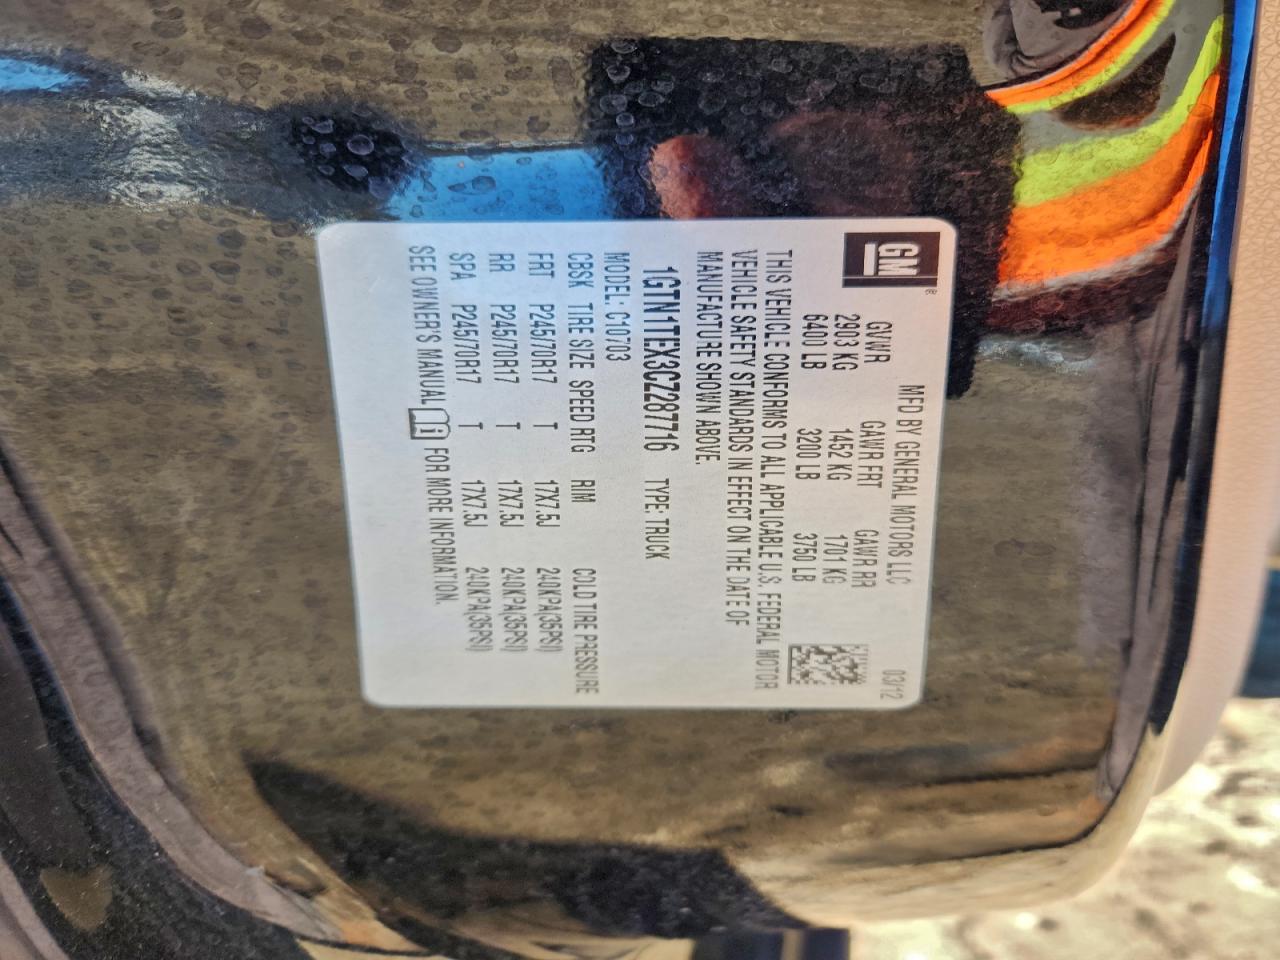 GM®
MFD BY GENERAL MOTORS LLC 03/12
GVWR GAWR FRT GAWR RR
2903 KG 1452 KG 1701 KG
6400 LB 3200 LB 3750 LB
THIS VEHICLE CONFORMS TO ALL APPLICABLE U.S. FEDERAL MOTOR
VEHICLE SAFETY STANDARDS IN EFFECT ON THE DATE OF
MANUFACTURE SHOWN ABOVE.
1GTN1TEX3CZ287716 TYPE: TRUCK
MODEL: C10703
CBSK TIRE SIZE SPEED RTG RIM COLD TIRE PRESSURE
FRT P245/70R17 T 17X7.5J 240KPA(35PSI)
RR P245/70R17 T 17X7.5J 240KPA(35PSI)
SPA P245/70R17 T 17X7.5J 240KPA(35PSI)
SEE OWNER'S MANUAL FOR MORE INFORMATION.